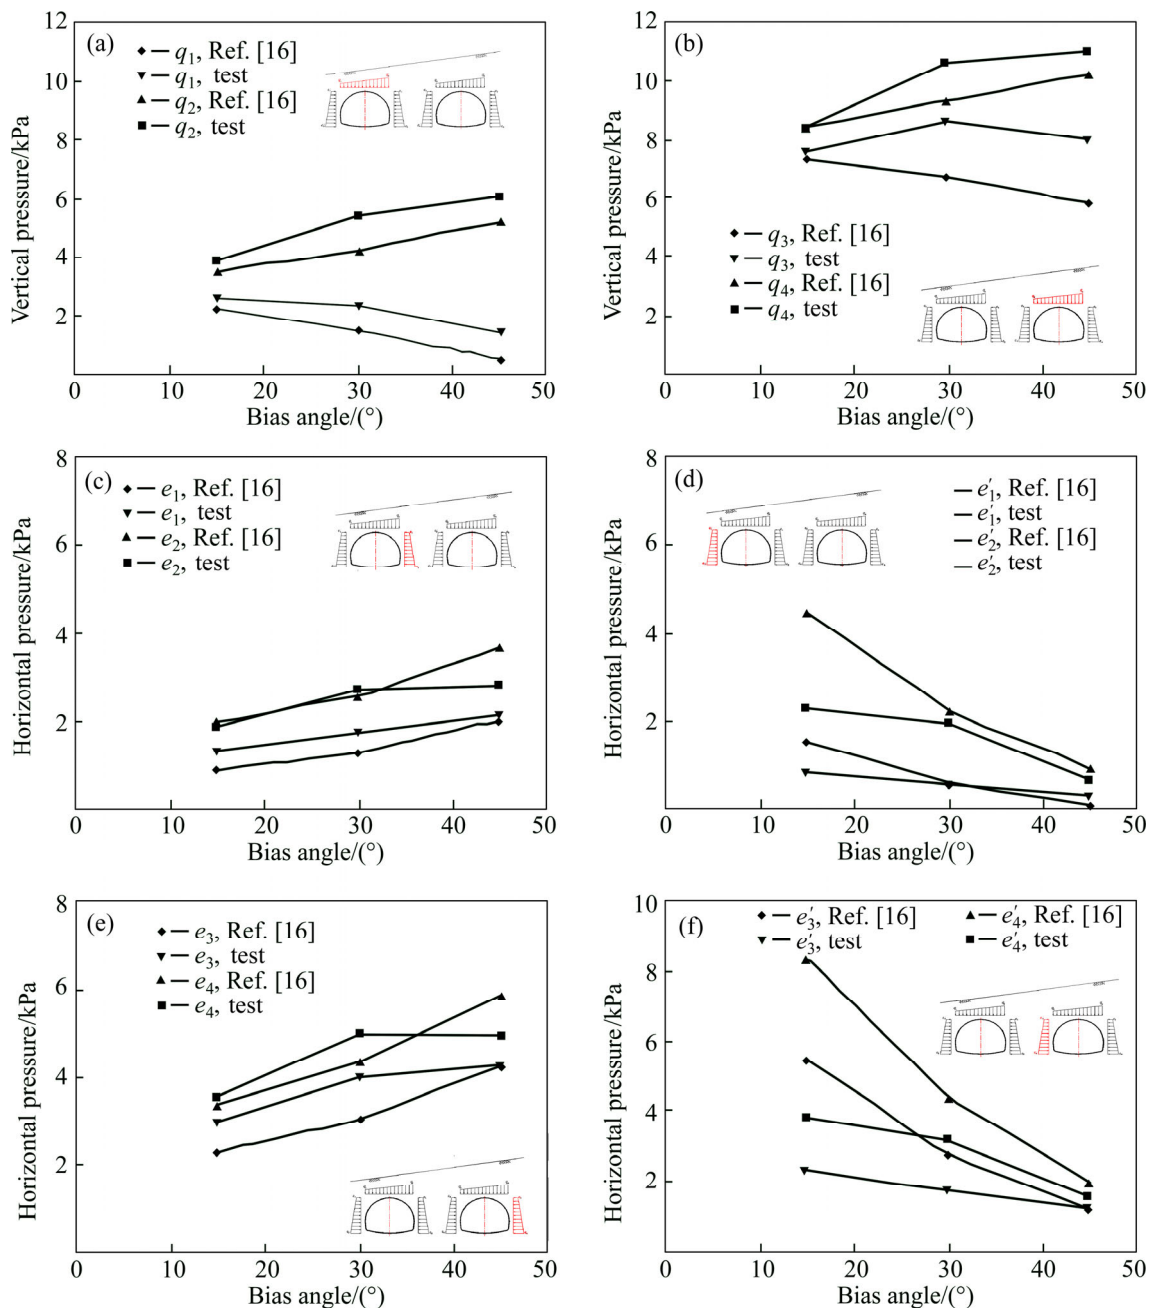 (a)
q1, Ref. [16]
q1, test
q2, Ref. [16]
q2, test
12
10
8
6
4
2
0
10
20
30
40
50
Vertical pressure/kPa
Bias angle/(°)
(b)
q3, Ref. [16]
q3, test
q4, Ref. [16]
q4, test
12
10
8
6
4
2
0
10
20
30
40
50
Vertical pressure/kPa
Bias angle/(°)
(c)
e1, Ref. [16]
e1, test
e2, Ref. [16]
e2, test
8
6
4
2
0
10
20
30
40
50
Horizontal pressure/kPa
Bias angle/(°)
(d)
e′1, Ref. [16]
e′1, test
e′2, Ref. [16]
e′2, test
8
6
4
2
0
10
20
30
40
50
Horizontal pressure/kPa
Bias angle/(°)
(e)
e3, Ref. [16]
e3, test
e4, Ref. [16]
e4, test
8
6
4
2
0
10
20
30
40
50
Horizontal pressure/kPa
Bias angle/(°)
(f)
e′3, Ref. [16]
e′3, test
e′4, Ref. [16]
e′4, test
10
8
6
4
2
0
10
20
30
40
50
Horizontal pressure/kPa
Bias angle/(°)